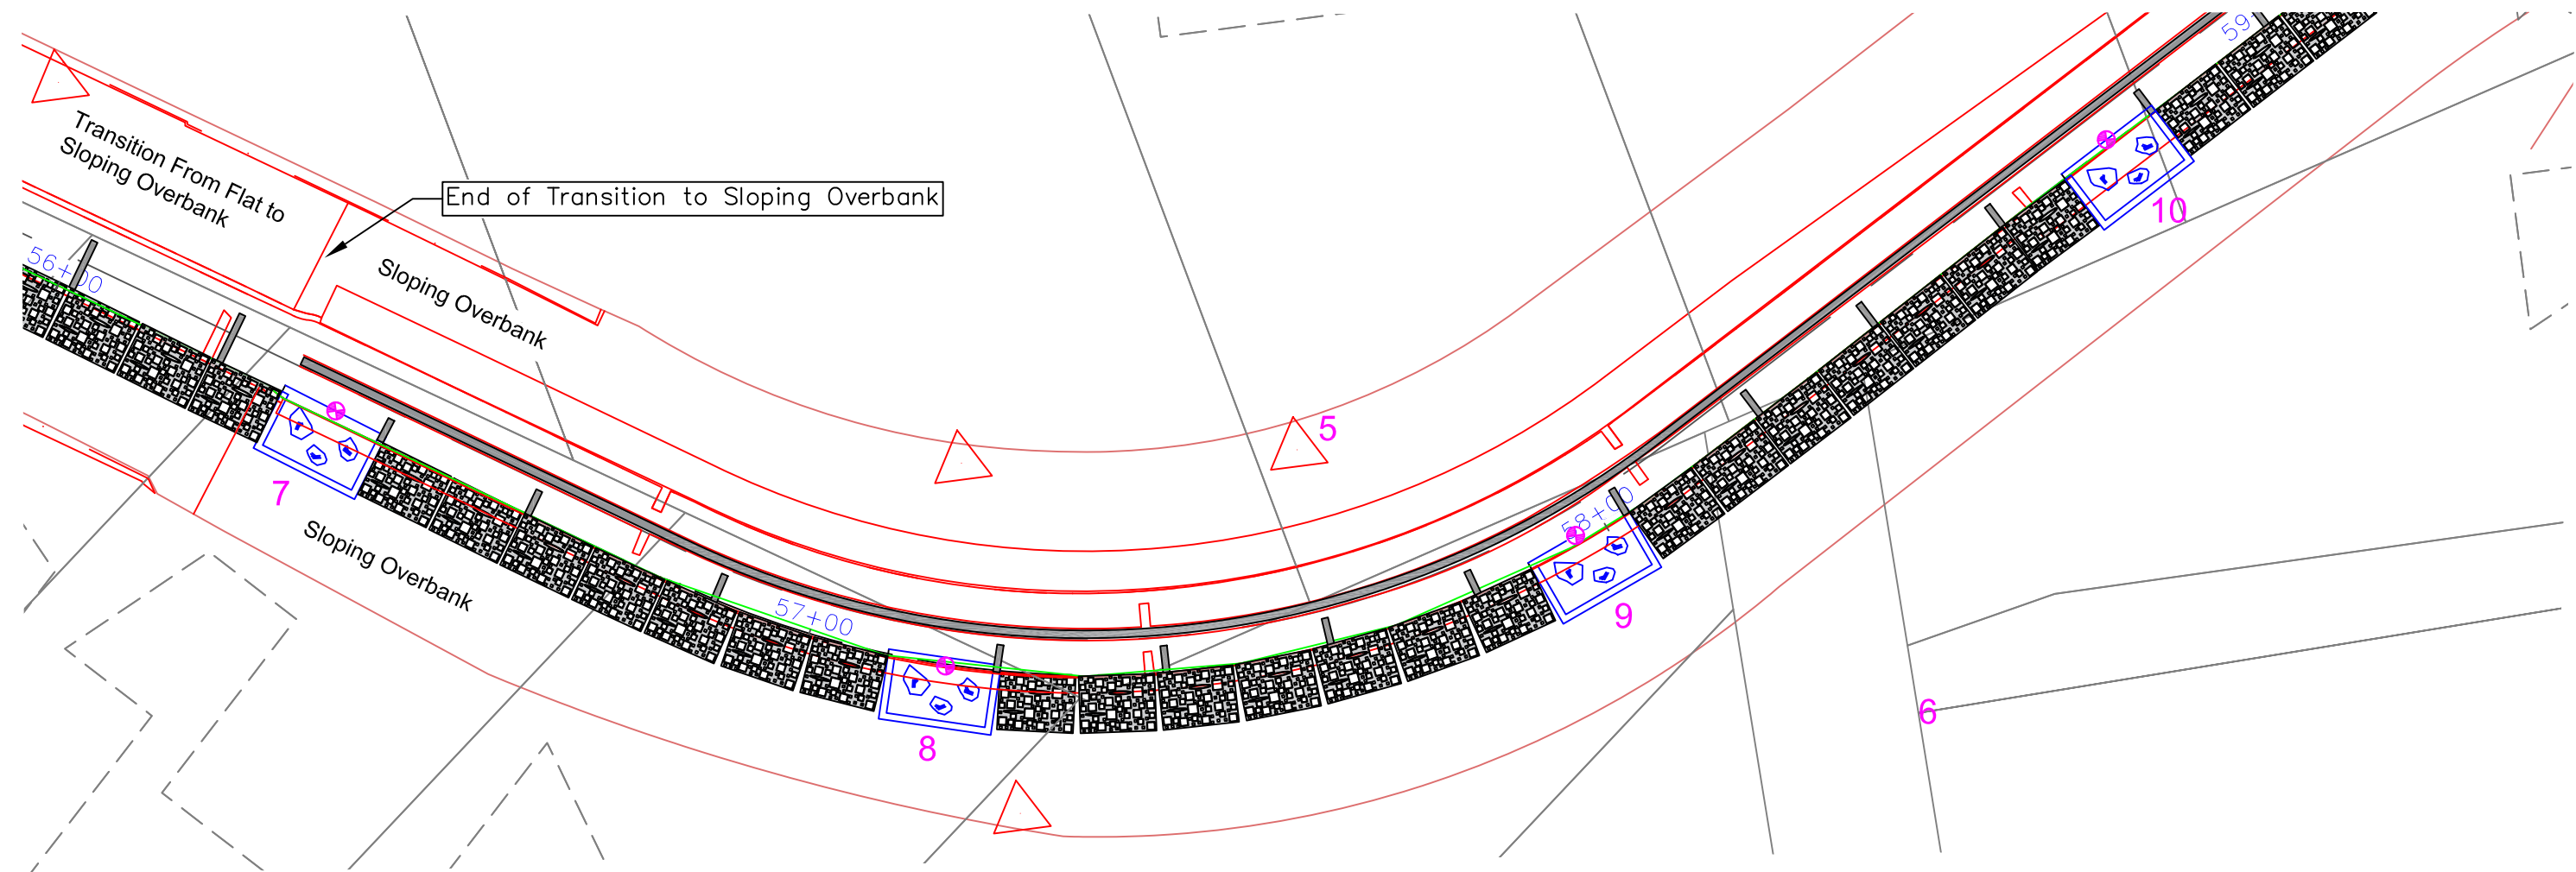 59
Transition From Flat to
Sloping Overbank
End of Transition to Sloping Overbank
10
56+00
Sloping Overbank
5
7
58+00
Sloping Overbank
57+00
9
6
8